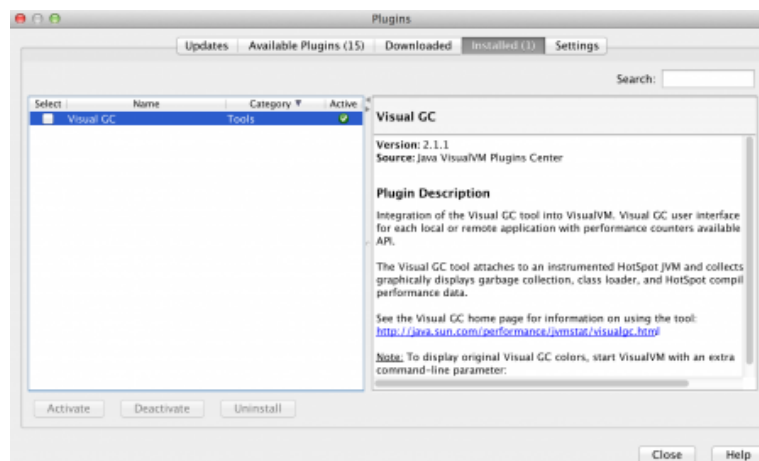 Plugins
Updates Available Plugins (15) Downloaded Installed (1) Settings
Search:
Select Name Category Active
Visual GC Tools
Visual GC
Version: 2.1.1
Source: Java VisualVM Plugins Center
Plugin Description
Integration of the Visual GC tool into VisualVM. Visual GC user interface
for each local or remote application with performance counters available
API.
The Visual GC tool attaches to an instrumented HotSpot JVM and collects
graphically displays garbage collection, class loader, and HotSpot compil
performance data.
See the Visual GC home page for information on using the tool:
http://java.sun.com/performance/jvmstat/visualgc.html
Note: To display original Visual GC colors, start VisualVM with an extra
command-line parameter:
Activate Deactivate Uninstall
Close Help